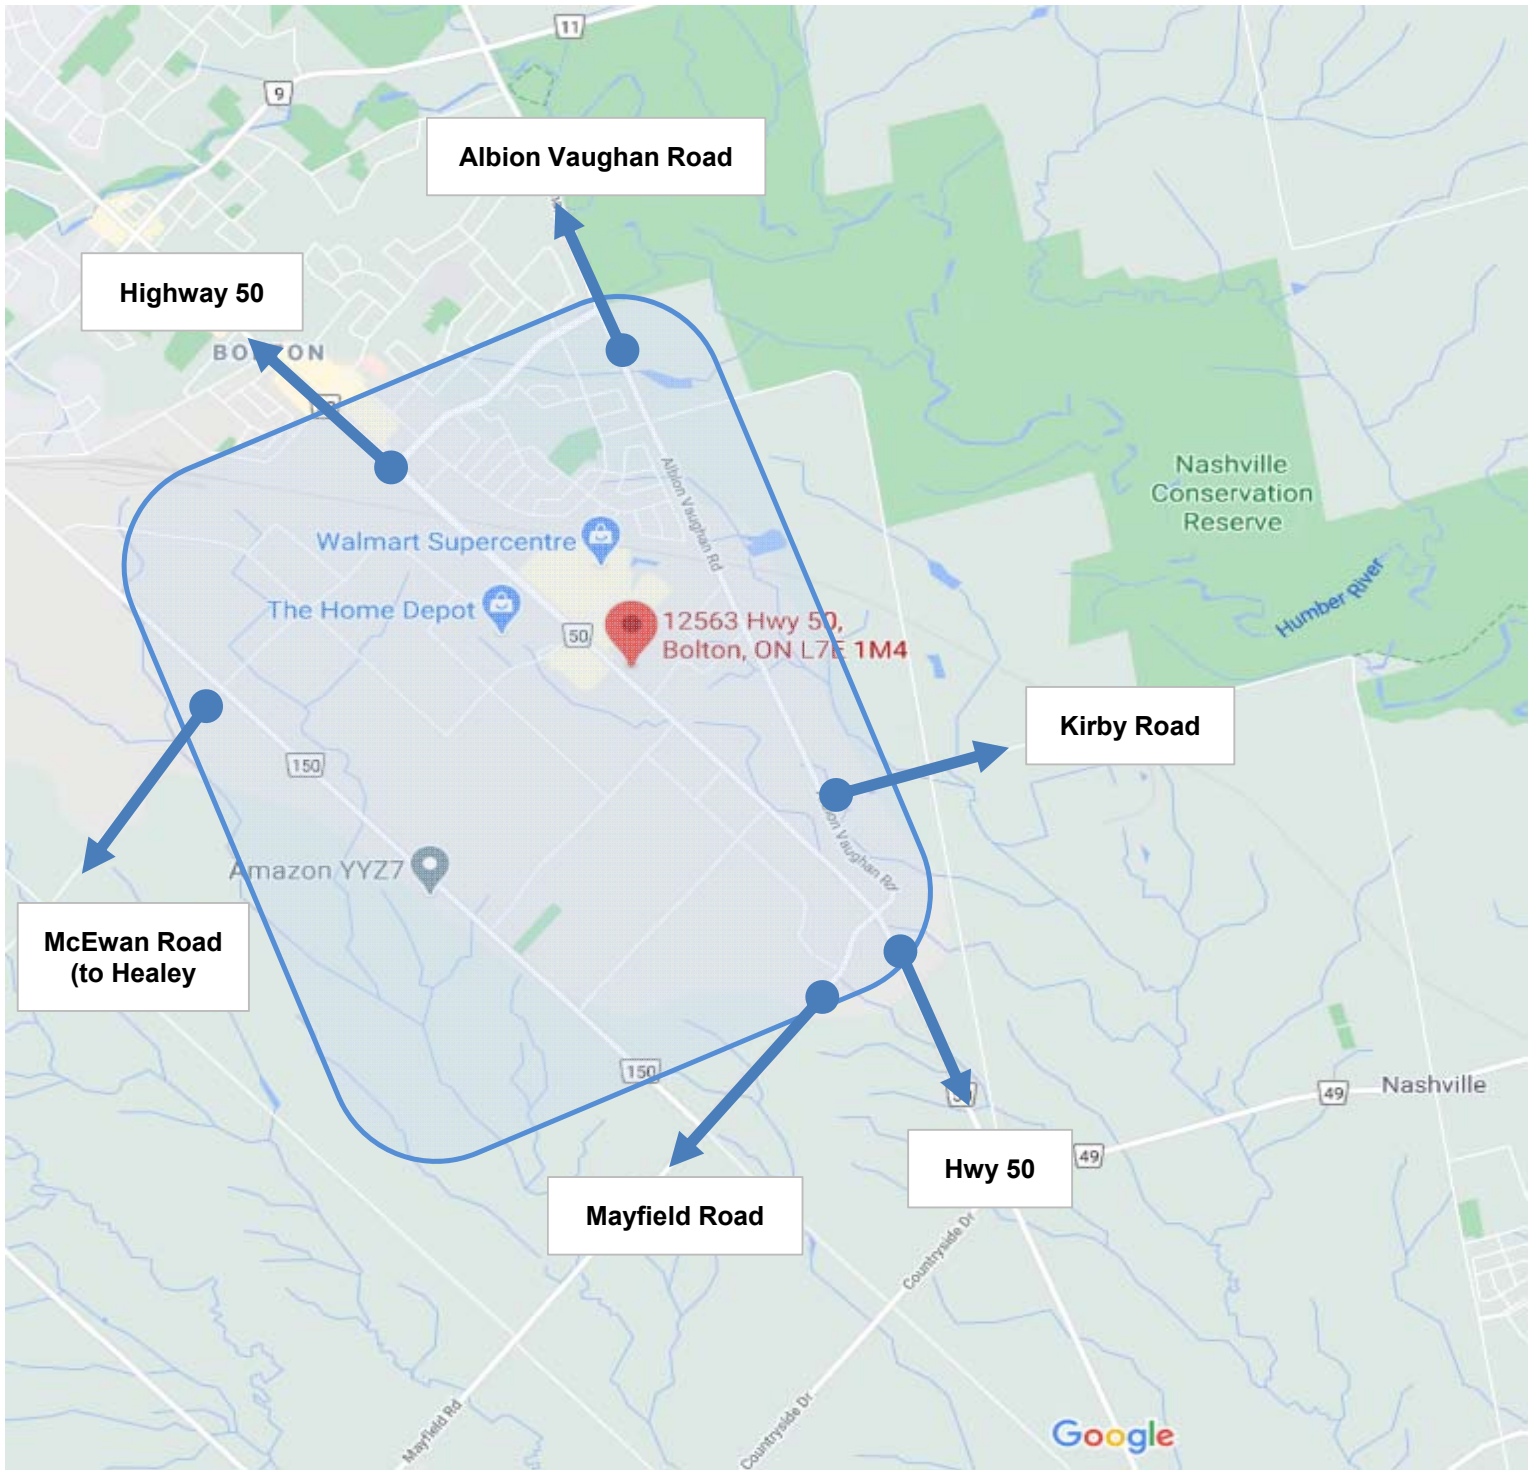 11
9
Albion Vaughan Road
Highway 50
Albion Vaughan Rd
Nashville
Conservation
Reserve
Walmart Supercentre
The Home Depot
50
12563 Hwy 50,
Bolton, ON L7E 1M4
Humber River
Kirby Road
150
Amazon YYZ7
McEwan Road
(to Healey
150
49
Nashville
Hwy 50
49
Mayfield Road
Countryside Dr
Mayfield Rd
Countryside Dr
Google